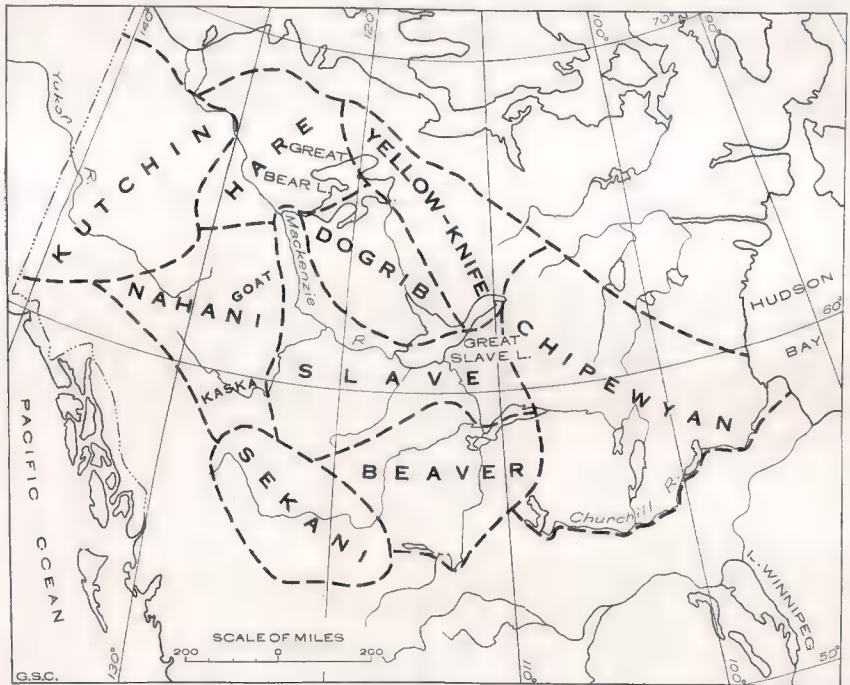 140°
120°
100°
70°
90°
Yukon
R.
KUTCHIN
HARE
GREAT
BEAR L.
YELLOW-KNIFE
Mackenzie
R.
DOGRIB
NAHANI
GOAT
KASKA
GREAT
SLAVE L.
SLAVE
CHIPEWYAN
HUDSON
BAY
60°
PACIFIC OCEAN
SEKANI
BEAVER
Churchill R.
L. WINNIPEG
SCALE OF MILES
200 0 200
130°
110°
100°
50°
G.S.C.